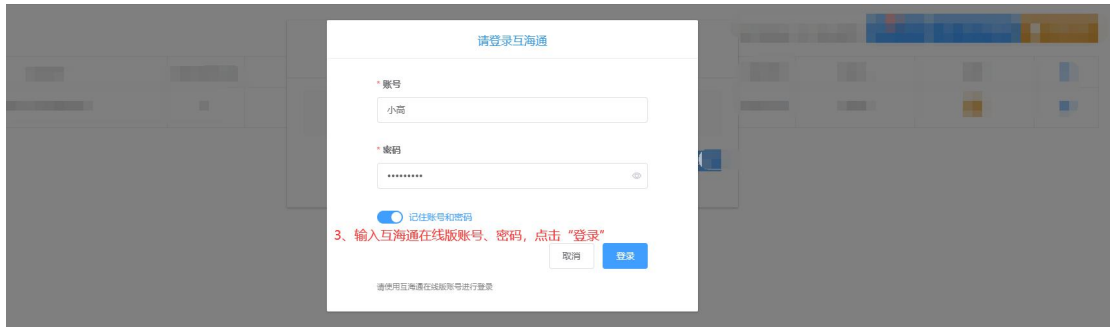 请登录互海通
* 账号
小高
* 密码
•••••••••
记住账号和密码
3、输入互海通在线版账号、密码，点击“登录”
取消
登录
请使用互海通在线版账号进行登录